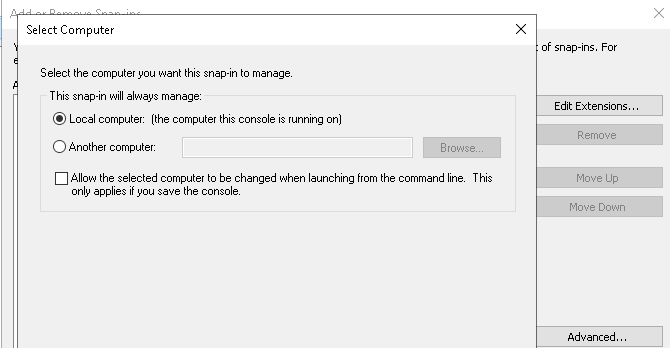 Add or Remove Snap-ins
Select Computer
of snap-ins. For
Select the computer you want this snap-in to manage.
This snap-in will always manage:
Local computer: (the computer this console is running on)
Another computer:
Browse...
Allow the selected computer to be changed when launching from the command line. This
only applies if you save the console.
Edit Extensions...
Remove
Move Up
Move Down
Advanced...